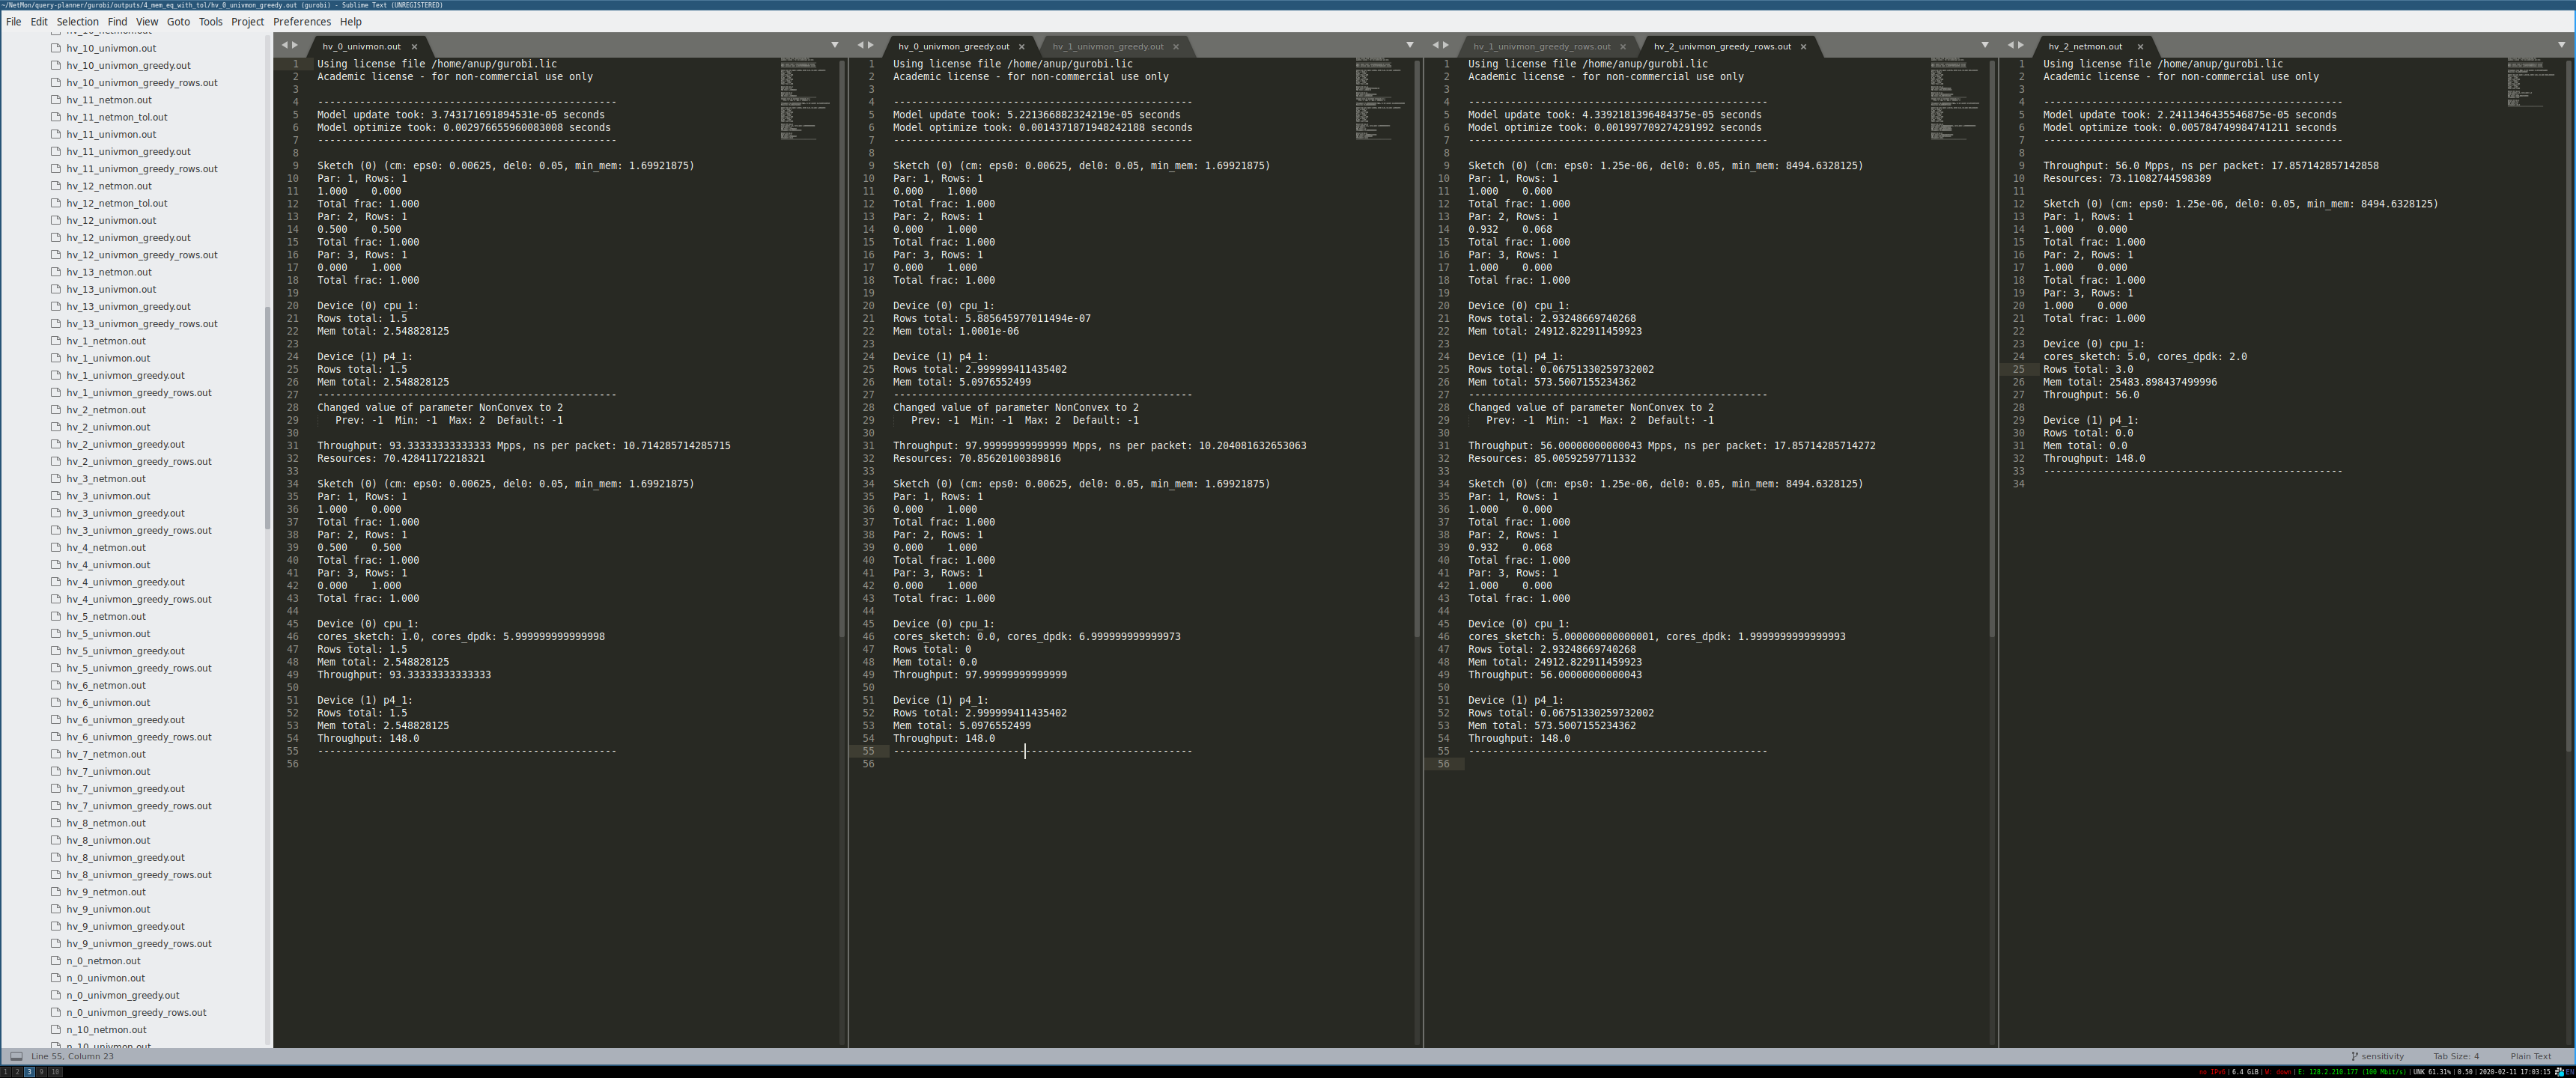 ~/NetMon/query-planner/gurobi/outputs/4_mem_eq_with_tol/hv_0_univmon_greedy.out (gurobi) - Sublime Text (UNREGISTERED)
File Edit Selection Find View Goto Tools Project Preferences Help
hv_10_netmon.out
hv_10_univmon.out
hv_10_univmon_greedy.out
hv_10_univmon_greedy_rows.out
hv_11_netmon.out
hv_11_netmon_tol.out
hv_11_univmon.out
hv_11_univmon_greedy.out
hv_11_univmon_greedy_rows.out
hv_12_netmon.out
hv_12_netmon_tol.out
hv_12_univmon.out
hv_12_univmon_greedy.out
hv_12_univmon_greedy_rows.out
hv_13_netmon.out
hv_13_univmon.out
hv_13_univmon_greedy.out
hv_13_univmon_greedy_rows.out
hv_1_netmon.out
hv_1_univmon.out
hv_1_univmon_greedy.out
hv_1_univmon_greedy_rows.out
hv_2_netmon.out
hv_2_univmon.out
hv_2_univmon_greedy.out
hv_2_univmon_greedy_rows.out
hv_3_netmon.out
hv_3_univmon.out
hv_3_univmon_greedy.out
hv_3_univmon_greedy_rows.out
hv_4_netmon.out
hv_4_univmon.out
hv_4_univmon_greedy.out
hv_4_univmon_greedy_rows.out
hv_5_netmon.out
hv_5_univmon.out
hv_5_univmon_greedy.out
hv_5_univmon_greedy_rows.out
hv_6_netmon.out
hv_6_univmon.out
hv_6_univmon_greedy.out
hv_6_univmon_greedy_rows.out
hv_7_netmon.out
hv_7_univmon.out
hv_7_univmon_greedy.out
hv_7_univmon_greedy_rows.out
hv_8_netmon.out
hv_8_univmon.out
hv_8_univmon_greedy.out
hv_8_univmon_greedy_rows.out
hv_9_netmon.out
hv_9_univmon.out
hv_9_univmon_greedy.out
hv_9_univmon_greedy_rows.out
n_0_netmon.out
n_0_univmon.out
n_0_univmon_greedy.out
n_0_univmon_greedy_rows.out
n_10_netmon.out
n_10_univmon.out
hv_0_univmon.out ×
1 Using license file /home/anup/gurobi.lic
2 Academic license - for non-commercial use only
3
4 -------------------------------------------------
5 Model update took: 3.743171691894531e-05 seconds
6 Model optimize took: 0.002976655960083008 seconds
7 -------------------------------------------------
8
9 Sketch (0) (cm: eps0: 0.00625, del0: 0.05, min_mem: 1.69921875)
10 Par: 1, Rows: 1
11 1.000    0.000
12 Total frac: 1.000
13 Par: 2, Rows: 1
14 0.500    0.500
15 Total frac: 1.000
16 Par: 3, Rows: 1
17 0.000    1.000
18 Total frac: 1.000
19
20 Device (0) cpu_1:
21 Rows total: 1.5
22 Mem total: 2.548828125
23
24 Device (1) p4_1:
25 Rows total: 1.5
26 Mem total: 2.548828125
27 -------------------------------------------------
28 Changed value of parameter NonConvex to 2
29 Prev: -1  Min: -1  Max: 2  Default: -1
30
31 Throughput: 93.33333333333333 Mpps, ns per packet: 10.714285714285715
32 Resources: 70.42841172218321
33
34 Sketch (0) (cm: eps0: 0.00625, del0: 0.05, min_mem: 1.69921875)
35 Par: 1, Rows: 1
36 1.000    0.000
37 Total frac: 1.000
38 Par: 2, Rows: 1
39 0.500    0.500
40 Total frac: 1.000
41 Par: 3, Rows: 1
42 0.000    1.000
43 Total frac: 1.000
44
45 Device (0) cpu_1:
46 cores_sketch: 1.0, cores_dpdk: 5.999999999999998
47 Rows total: 1.5
48 Mem total: 2.548828125
49 Throughput: 93.33333333333333
50
51 Device (1) p4_1:
52 Rows total: 1.5
53 Mem total: 2.548828125
54 Throughput: 148.0
55 -------------------------------------------------
56
hv_0_univmon_greedy.out × hv_1_univmon_greedy.out ×
1 Using license file /home/anup/gurobi.lic
2 Academic license - for non-commercial use only
3
4 -------------------------------------------------
5 Model update took: 5.221366882324219e-05 seconds
6 Model optimize took: 0.0014371871948242188 seconds
7 -------------------------------------------------
8
9 Sketch (0) (cm: eps0: 0.00625, del0: 0.05, min_mem: 1.69921875)
10 Par: 1, Rows: 1
11 0.000    1.000
12 Total frac: 1.000
13 Par: 2, Rows: 1
14 0.000    1.000
15 Total frac: 1.000
16 Par: 3, Rows: 1
17 0.000    1.000
18 Total frac: 1.000
19
20 Device (0) cpu_1:
21 Rows total: 5.885645977011494e-07
22 Mem total: 1.0001e-06
23
24 Device (1) p4_1:
25 Rows total: 2.999999411435402
26 Mem total: 5.0976552499
27 -------------------------------------------------
28 Changed value of parameter NonConvex to 2
29 Prev: -1  Min: -1  Max: 2  Default: -1
30
31 Throughput: 97.99999999999999 Mpps, ns per packet: 10.204081632653063
32 Resources: 70.85620100389816
33
34 Sketch (0) (cm: eps0: 0.00625, del0: 0.05, min_mem: 1.69921875)
35 Par: 1, Rows: 1
36 0.000    1.000
37 Total frac: 1.000
38 Par: 2, Rows: 1
39 0.000    1.000
40 Total frac: 1.000
41 Par: 3, Rows: 1
42 0.000    1.000
43 Total frac: 1.000
44
45 Device (0) cpu_1:
46 cores_sketch: 0.0, cores_dpdk: 6.999999999999973
47 Rows total: 0
48 Mem total: 0.0
49 Throughput: 97.99999999999999
50
51 Device (1) p4_1:
52 Rows total: 2.999999411435402
53 Mem total: 5.0976552499
54 Throughput: 148.0
55 -------------------------------------------------
56
hv_1_univmon_greedy_rows.out × hv_2_univmon_greedy_rows.out ×
1 Using license file /home/anup/gurobi.lic
2 Academic license - for non-commercial use only
3
4 -------------------------------------------------
5 Model update took: 4.3392181396484375e-05 seconds
6 Model optimize took: 0.001997709274291992 seconds
7 -------------------------------------------------
8
9 Sketch (0) (cm: eps0: 1.25e-06, del0: 0.05, min_mem: 8494.6328125)
10 Par: 1, Rows: 1
11 1.000    0.000
12 Total frac: 1.000
13 Par: 2, Rows: 1
14 0.932    0.068
15 Total frac: 1.000
16 Par: 3, Rows: 1
17 1.000    0.000
18 Total frac: 1.000
19
20 Device (0) cpu_1:
21 Rows total: 2.93248669740268
22 Mem total: 24912.822911459923
23
24 Device (1) p4_1:
25 Rows total: 0.06751330259732002
26 Mem total: 573.5007155234362
27 -------------------------------------------------
28 Changed value of parameter NonConvex to 2
29 Prev: -1  Min: -1  Max: 2  Default: -1
30
31 Throughput: 56.00000000000043 Mpps, ns per packet: 17.85714285714272
32 Resources: 85.00592597711332
33
34 Sketch (0) (cm: eps0: 1.25e-06, del0: 0.05, min_mem: 8494.6328125)
35 Par: 1, Rows: 1
36 1.000    0.000
37 Total frac: 1.000
38 Par: 2, Rows: 1
39 0.932    0.068
40 Total frac: 1.000
41 Par: 3, Rows: 1
42 1.000    0.000
43 Total frac: 1.000
44
45 Device (0) cpu_1:
46 cores_sketch: 5.000000000000001, cores_dpdk: 1.9999999999999993
47 Rows total: 2.93248669740268
48 Mem total: 24912.822911459923
49 Throughput: 56.00000000000043
50
51 Device (1) p4_1:
52 Rows total: 0.06751330259732002
53 Mem total: 573.5007155234362
54 Throughput: 148.0
55 -------------------------------------------------
56
hv_2_netmon.out ×
1 Using license file /home/anup/gurobi.lic
2 Academic license - for non-commercial use only
3
4 -------------------------------------------------
5 Model update took: 2.2411346435546875e-05 seconds
6 Model optimize took: 0.005784749984741211 seconds
7 -------------------------------------------------
8
9 Throughput: 56.0 Mpps, ns per packet: 17.857142857142858
10 Resources: 73.11082744598389
11
12 Sketch (0) (cm: eps0: 1.25e-06, del0: 0.05, min_mem: 8494.6328125)
13 Par: 1, Rows: 1
14 1.000    0.000
15 Total frac: 1.000
16 Par: 2, Rows: 1
17 1.000    0.000
18 Total frac: 1.000
19 Par: 3, Rows: 1
20 1.000    0.000
21 Total frac: 1.000
22
23 Device (0) cpu_1:
24 cores_sketch: 5.0, cores_dpdk: 2.0
25 Rows total: 3.0
26 Mem total: 25483.898437499996
27 Throughput: 56.0
28
29 Device (1) p4_1:
30 Rows total: 0.0
31 Mem total: 0.0
32 Throughput: 148.0
33 -------------------------------------------------
34
Line 55, Column 23
sensitivity Tab Size: 4 Plain Text
1 2 3 9 10
no IPv6 | 6.4 GiB | W: down | E: 128.2.210.177 (100 Mbit/s) | UNK 61.31% | 0.50 | 2020-02-11 17:03:15